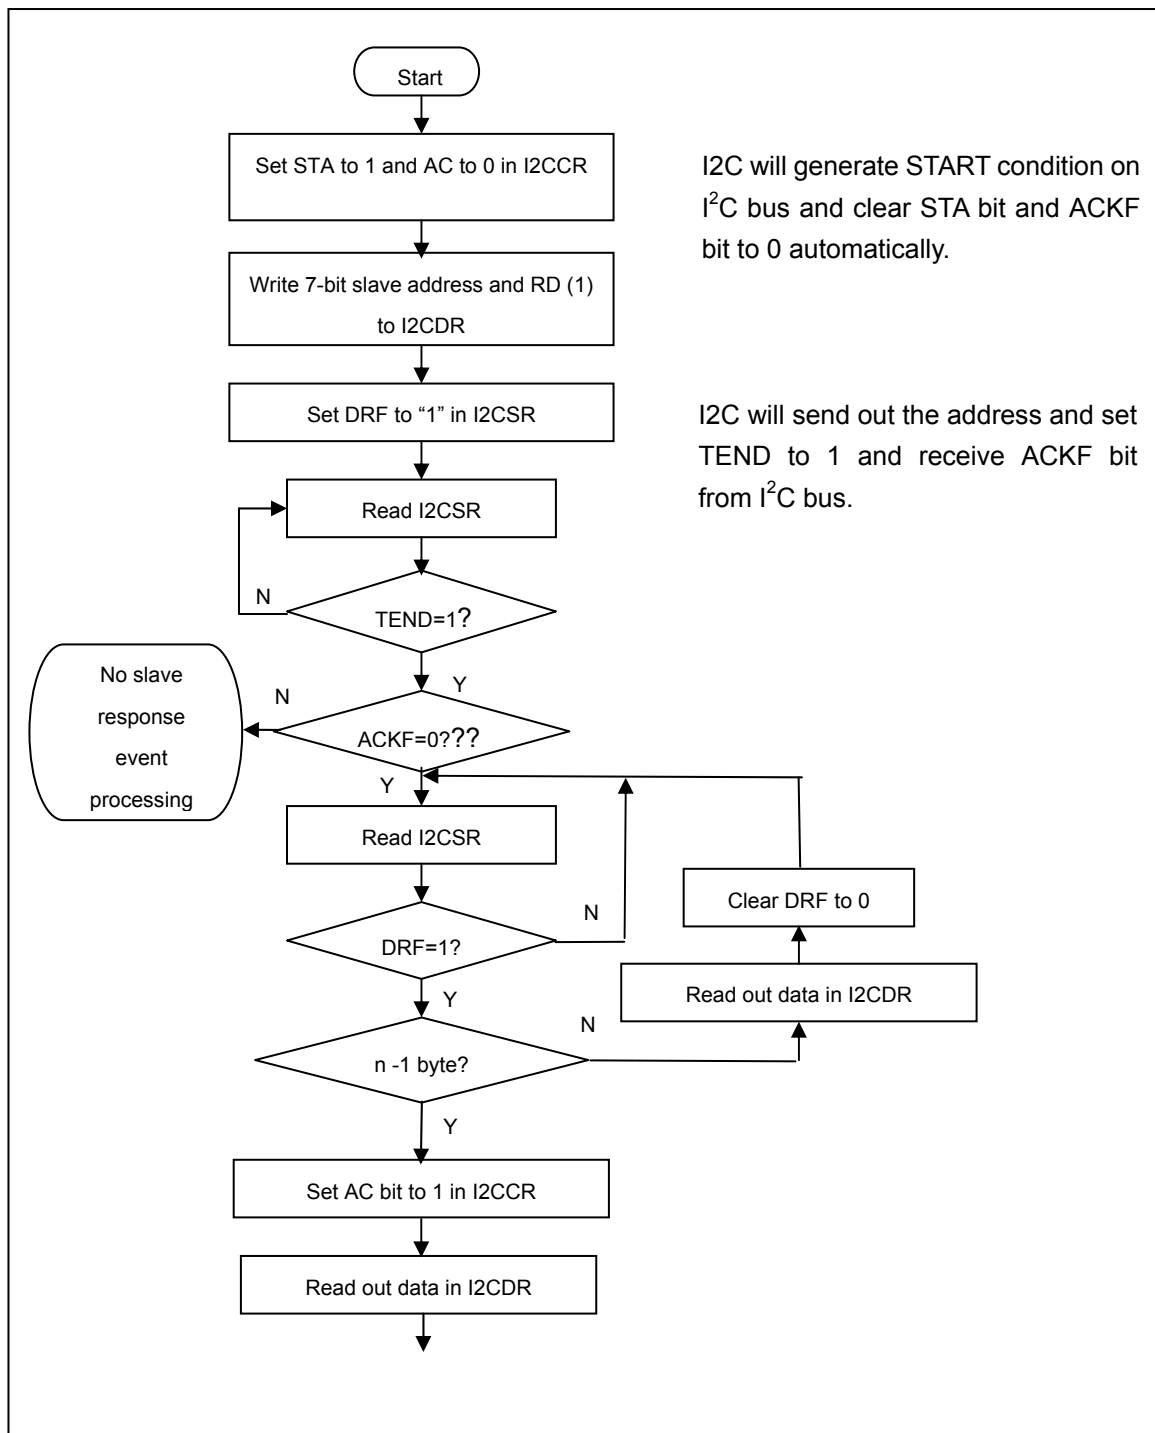 Start
Set STA to 1 and AC to 0 in I2CCR
I2C will generate START condition on
I²C bus and clear STA bit and ACKF
bit to 0 automatically.
Write 7-bit slave address and RD (1)
to I2CDR
Set DRF to “1” in I2CSR
I2C will send out the address and set
TEND to 1 and receive ACKF bit
from I²C bus.
Read I2CSR
N
TEND=1?
Y
No slave
response
event
processing
N
ACKF=0???
Y
Read I2CSR
Clear DRF to 0
N
DRF=1?
Read out data in I2CDR
Y
N
n -1 byte?
Y
Set AC bit to 1 in I2CCR
Read out data in I2CDR